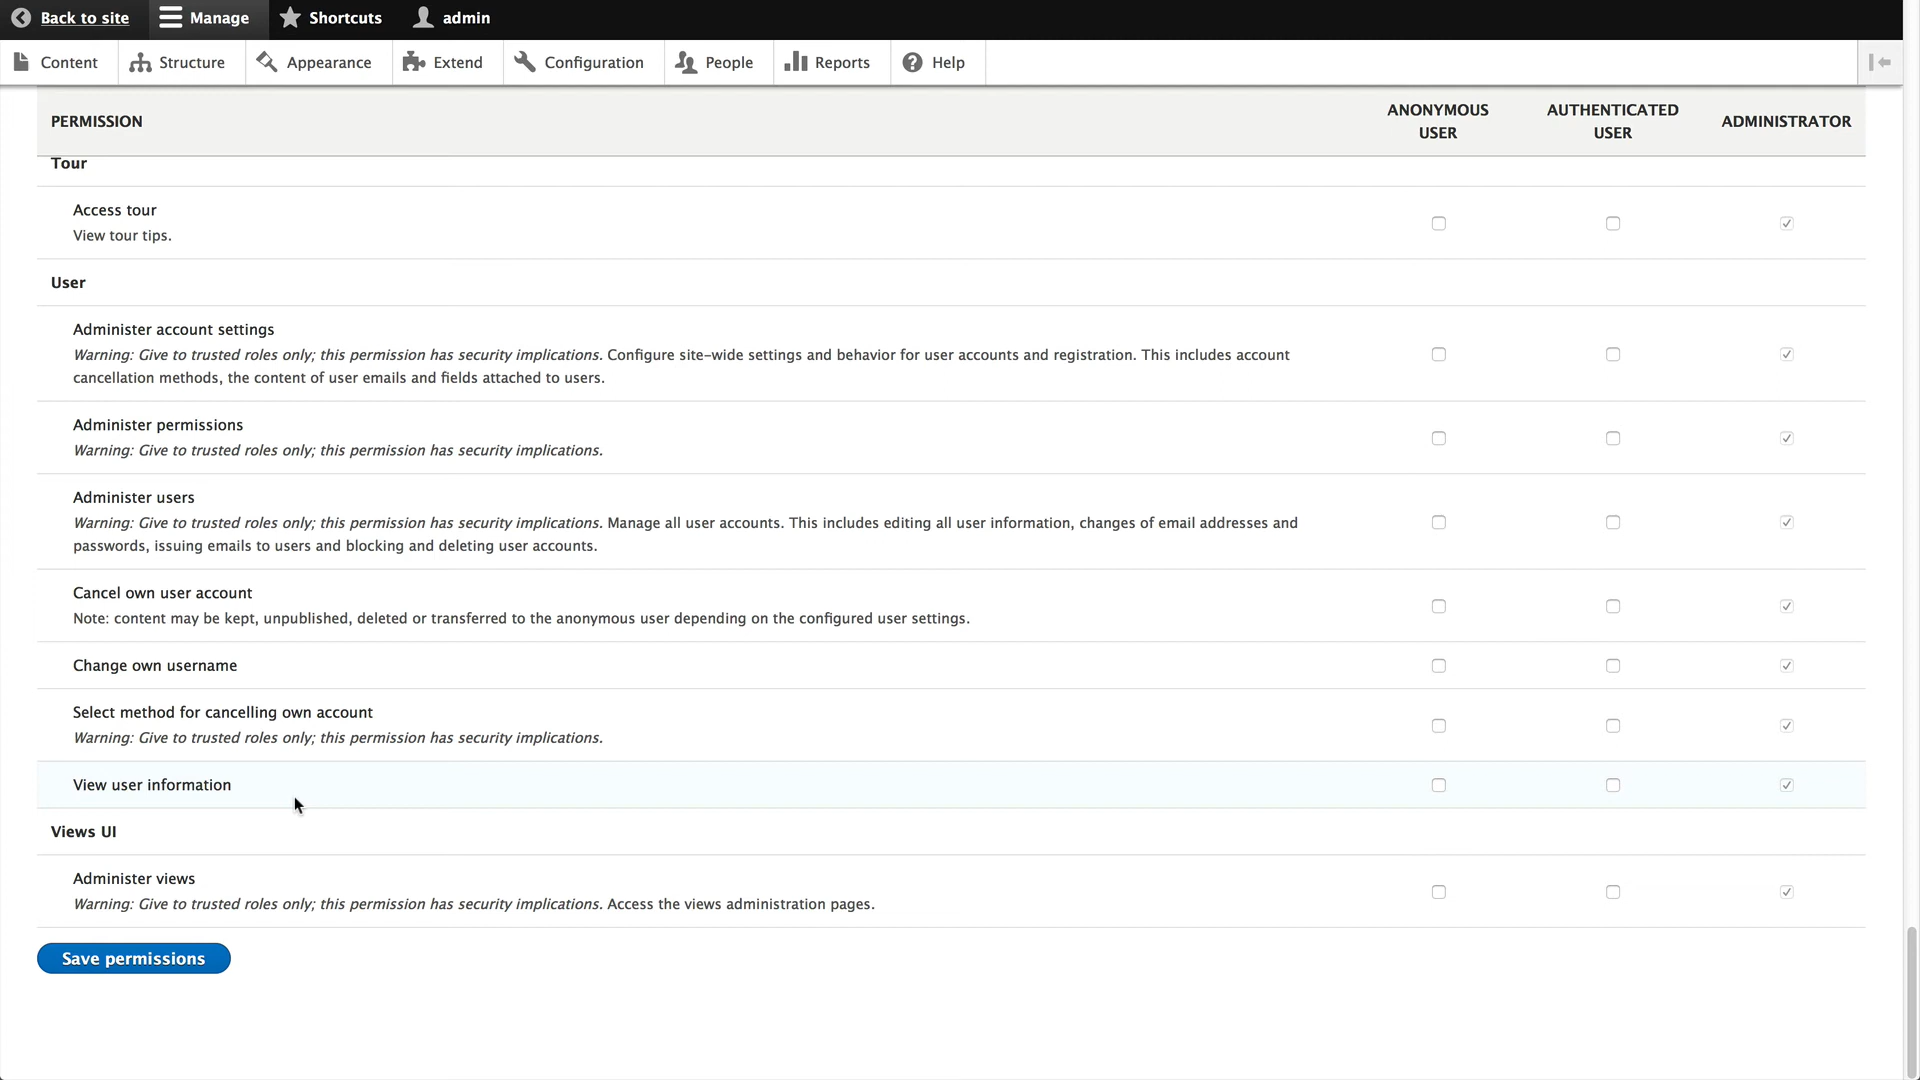 Back to site
Manage
Shortcuts
admin
Content
Structure
Appearance
Extend
Configuration
People
Reports
Help
PERMISSION
ANONYMOUS
USER
AUTHENTICATED
USER
ADMINISTRATOR
Tour
Access tour
View tour tips.
User
Administer account settings
Warning: Give to trusted roles only; this permission has security implications. Configure site-wide settings and behavior for user accounts and registration. This includes account
cancellation methods, the content of user emails and fields attached to users.
Administer permissions
Warning: Give to trusted roles only; this permission has security implications.
Administer users
Warning: Give to trusted roles only; this permission has security implications. Manage all user accounts. This includes editing all user information, changes of email addresses and
passwords, issuing emails to users and blocking and deleting user accounts.
Cancel own user account
Note: content may be kept, unpublished, deleted or transferred to the anonymous user depending on the configured user settings.
Change own username
Select method for cancelling own account
Warning: Give to trusted roles only; this permission has security implications.
View user information
Views UI
Administer views
Warning: Give to trusted roles only; this permission has security implications. Access the views administration pages.
Save permissions